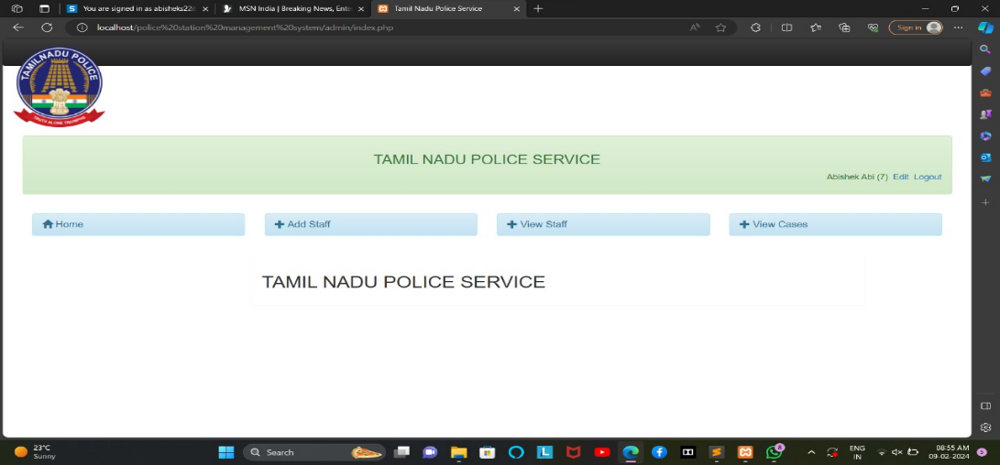 You are signed in as abisheks22i
MSN India | Breaking News, Ente
Tamil Nadu Police Service
localhost/police%20station%20management%20system/admin/index.php
Sign in
TAMILNADU POLICE
TRUTH ALONE TRIUMPHS
TAMIL NADU POLICE SERVICE
Abishek Abi (7) Edit Logout
Home
Add Staff
View Staff
View Cases
TAMIL NADU POLICE SERVICE
23°C
Sunny
Search
ENG
IN
08:55 AM
09-02-2024